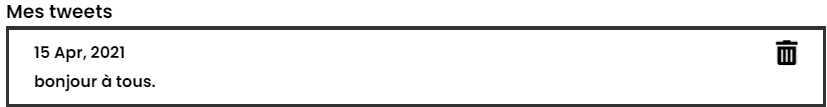 Mes tweets
15 Apr, 2021
bonjour à tous.